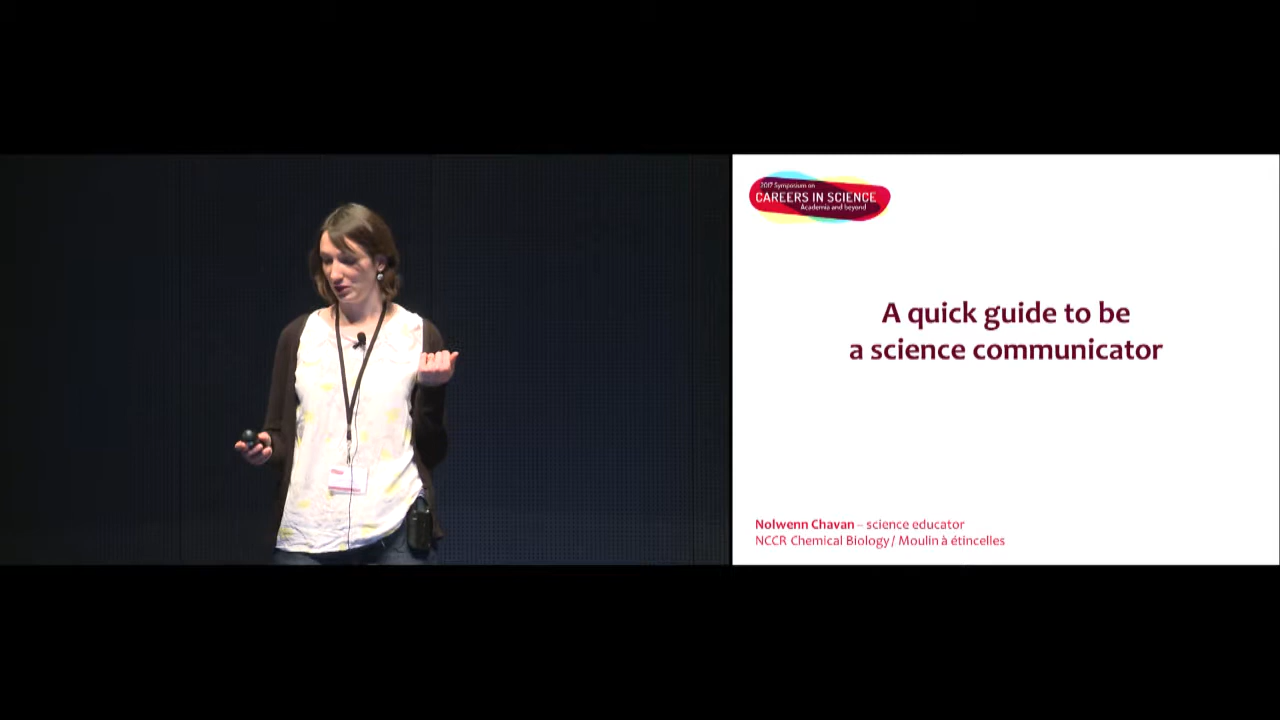 2017 Symposium on
CAREERS IN SCIENCE
Academia and beyond
A quick guide to be
a science communicator
Nolwenn Chavan – science educator
NCCR Chemical Biology / Moulin à étincelles